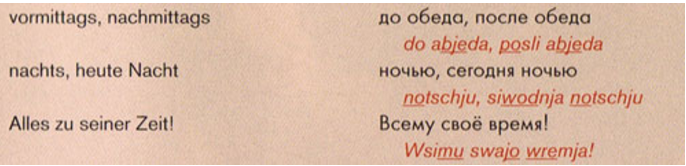 vormittags, nachmittags до обеда, после обеда
do abjeda, posli abjeda
nachts, heute Nacht ночью, сегодня ночью
notschju, siwodnja notschju
Alles zu seiner Zeit! Всему своё время!
Wsimu swajo wremja!